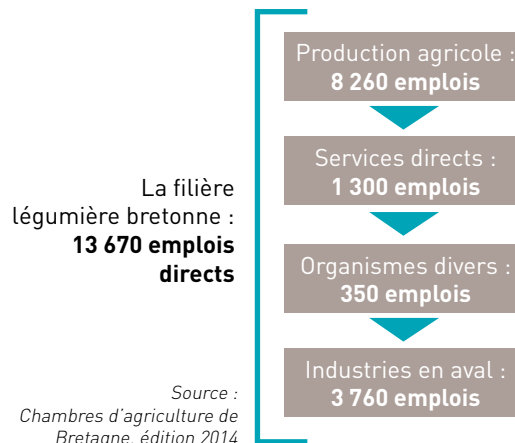 La filière
légumière bretonne :
13 670 emplois
directs
Source :
Chambres d'agriculture de
Bretagne, édition 2014
Production agricole :
8 260 emplois
Services directs :
1 300 emplois
Organismes divers :
350 emplois
Industries en aval :
3 760 emplois